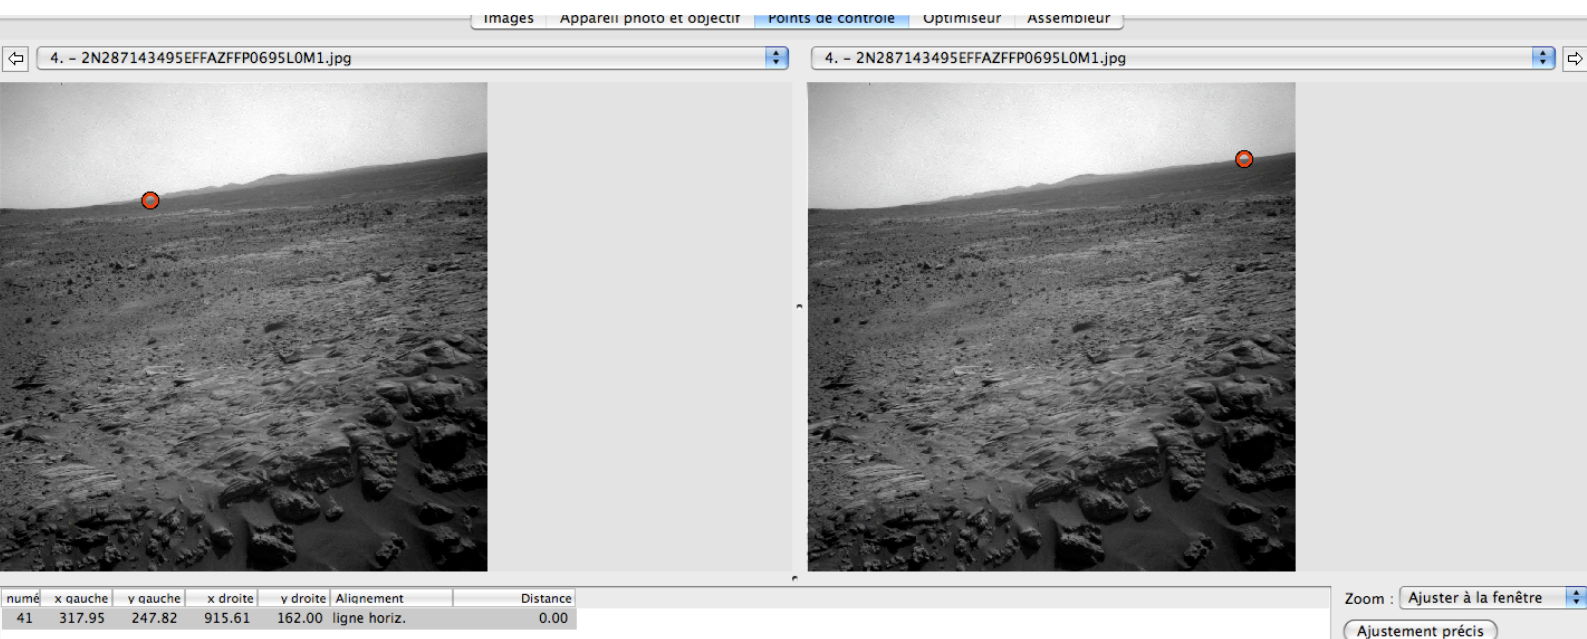 Images Appareil photo et objectif Points de contrôle Optimiseur Assembleur
4. – 2N287143495EFFAZFFP0695L0M1.jpg 4. – 2N287143495EFFAZFFP0695L0M1.jpg
numé x gauche y gauche x droite y droite Alignement Distance
41 317.95 247.82 915.61 162.00 ligne horiz. 0.00
Zoom : Ajuster à la fenêtre
Ajustement précis